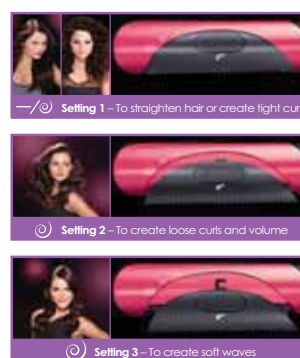 Setting 1 – To straighten hair or create tight cur
Setting 2 – To create loose curls and volume
Setting 3 – To create soft waves